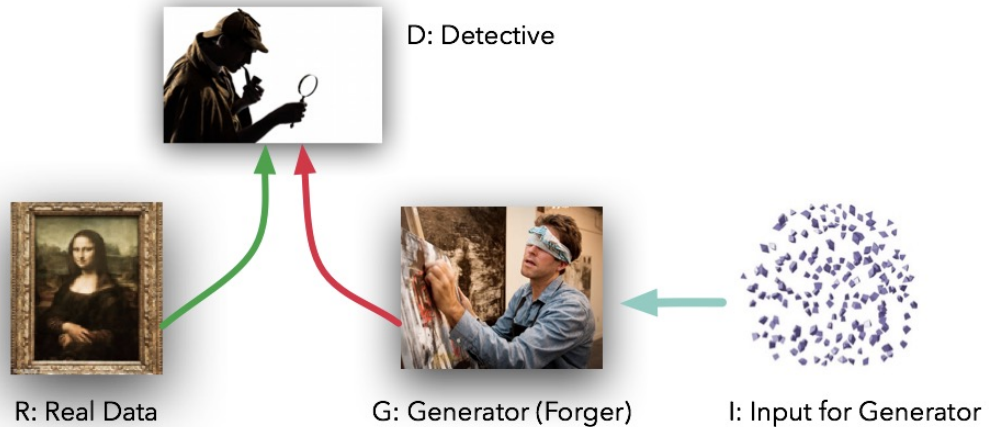 D: Detective
R: Real Data
G: Generator (Forger)
I: Input for Generator